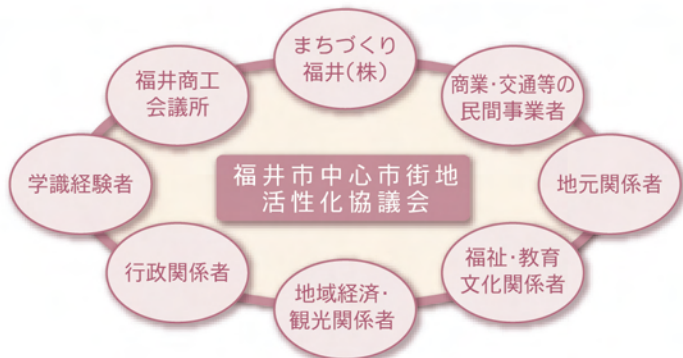 まちづくり
福井(株)
福井商工
会議所
商業・交通等の
民間事業者
学識経験者
福井市中心市街地
活性化協議会
地元関係者
行政関係者
福祉・教育
文化関係者
地域経済・
観光関係者